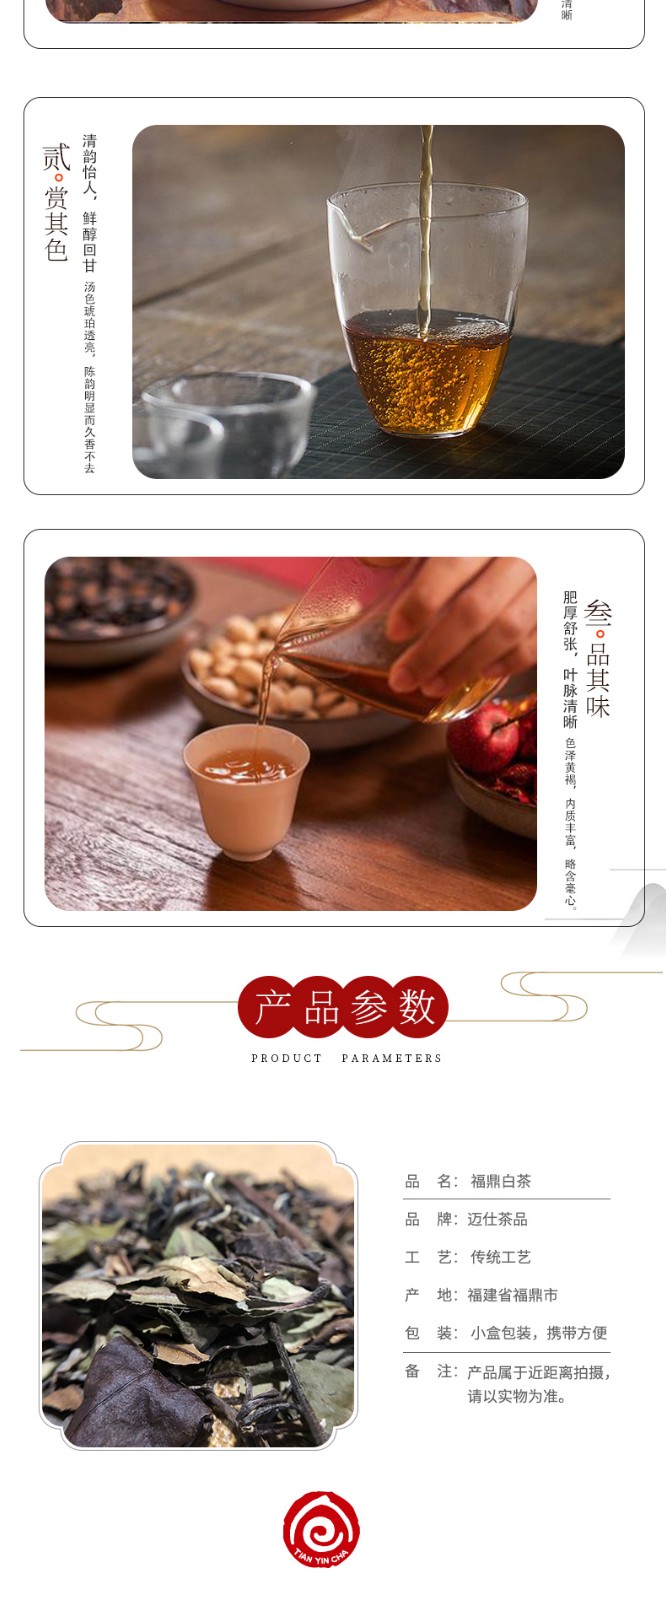 清晰
贰
赏其色
清韵怡人，鲜醇回甘
汤色琥珀透亮，陈韵明显而久香不去
叁
品其味
肥厚舒张，叶脉清晰
色泽黄褐，内质丰富，略含毫心。
产品参数
PRODUCT PARAMETERS
品 名： 福鼎白茶
品 牌：迈仕茶品
工 艺： 传统工艺
产 地：福建省福鼎市
包 装： 小盒包装，携带方便
备 注：产品属于近距离拍摄，
请以实物为准。
TIAN YIN CHA